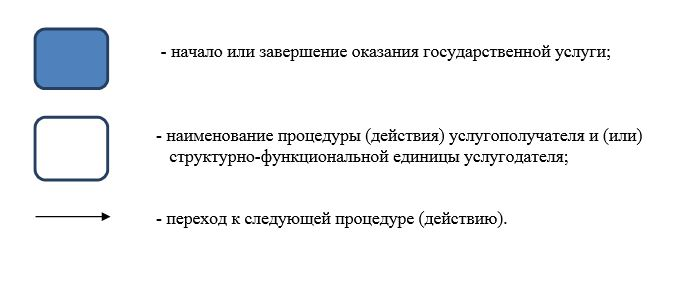 - начало или завершение оказания государственной услуги;
- наименование процедуры (действия) услугополучателя и (или)
структурно-функциональной единицы услугодателя;
- переход к следующей процедуре (действию).